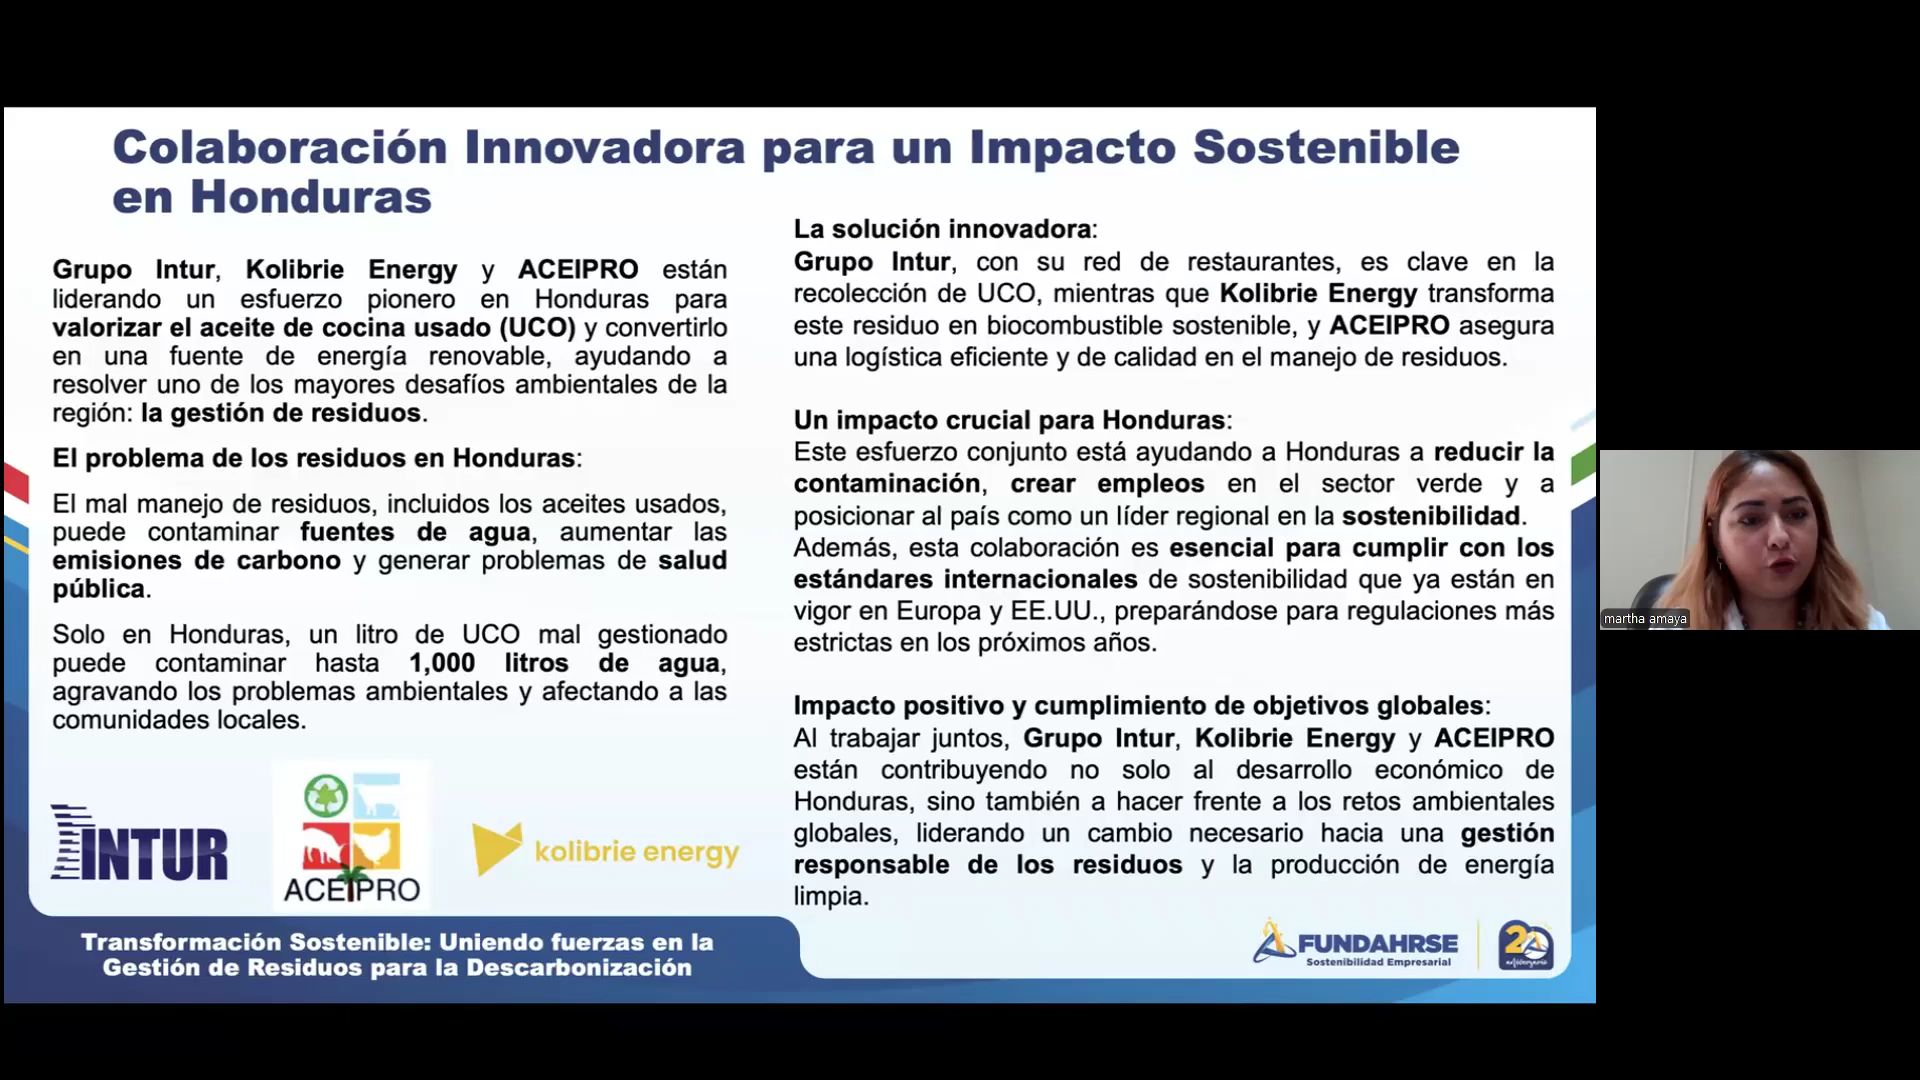 Colaboración Innovadora para un Impacto Sostenible
en Honduras
Grupo Intur, Kolibrie Energy y ACEIPRO están
liderando un esfuerzo pionero en Honduras para
valorizar el aceite de cocina usado (UCO) y convertirlo
en una fuente de energía renovable, ayudando a
resolver uno de los mayores desafíos ambientales de la
región: la gestión de residuos.
El problema de los residuos en Honduras:
El mal manejo de residuos, incluidos los aceites usados,
puede contaminar fuentes de agua, aumentar las
emisiones de carbono y generar problemas de salud
pública.
Solo en Honduras, un litro de UCO mal gestionado
puede contaminar hasta 1,000 litros de agua,
agravando los problemas ambientales y afectando a las
comunidades locales.
INTUR
ACEIPRO
kolibrie energy
La solución innovadora:
Grupo Intur, con su red de restaurantes, es clave en la
recolección de UCO, mientras que Kolibrie Energy transforma
este residuo en biocombustible sostenible, y ACEIPRO asegura
una logística eficiente y de calidad en el manejo de residuos.
Un impacto crucial para Honduras:
Este esfuerzo conjunto está ayudando a Honduras a reducir la
contaminación, crear empleos en el sector verde y a
posicionar al país como un líder regional en la sostenibilidad.
Además, esta colaboración es esencial para cumplir con los
estándares internacionales de sostenibilidad que ya están en
vigor en Europa y EE.UU., preparándose para regulaciones más
estrictas en los próximos años.
Impacto positivo y cumplimiento de objetivos globales:
Al trabajar juntos, Grupo Intur, Kolibrie Energy y ACEIPRO
están contribuyendo no solo al desarrollo económico de
Honduras, sino también a hacer frente a los retos ambientales
globales, liderando un cambio necesario hacia una gestión
responsable de los residuos y la producción de energía
limpia.
Transformación Sostenible: Uniendo fuerzas en la
Gestión de Residuos para la Descarbonización
FUNDAHRSE
Sostenibilidad Empresarial
20
aniversario
martha amaya